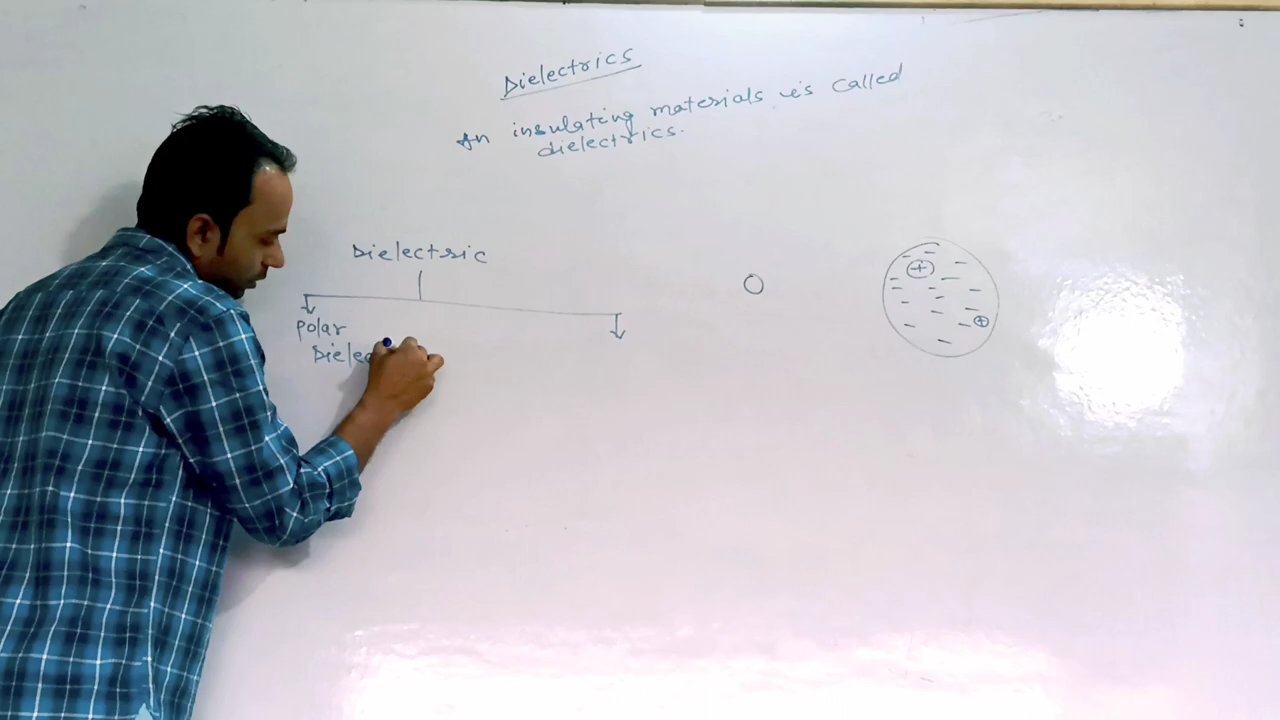 Dielectrics
An insulating materials is called
dielectrics.
Dielectric
polar
Dielec
+
+